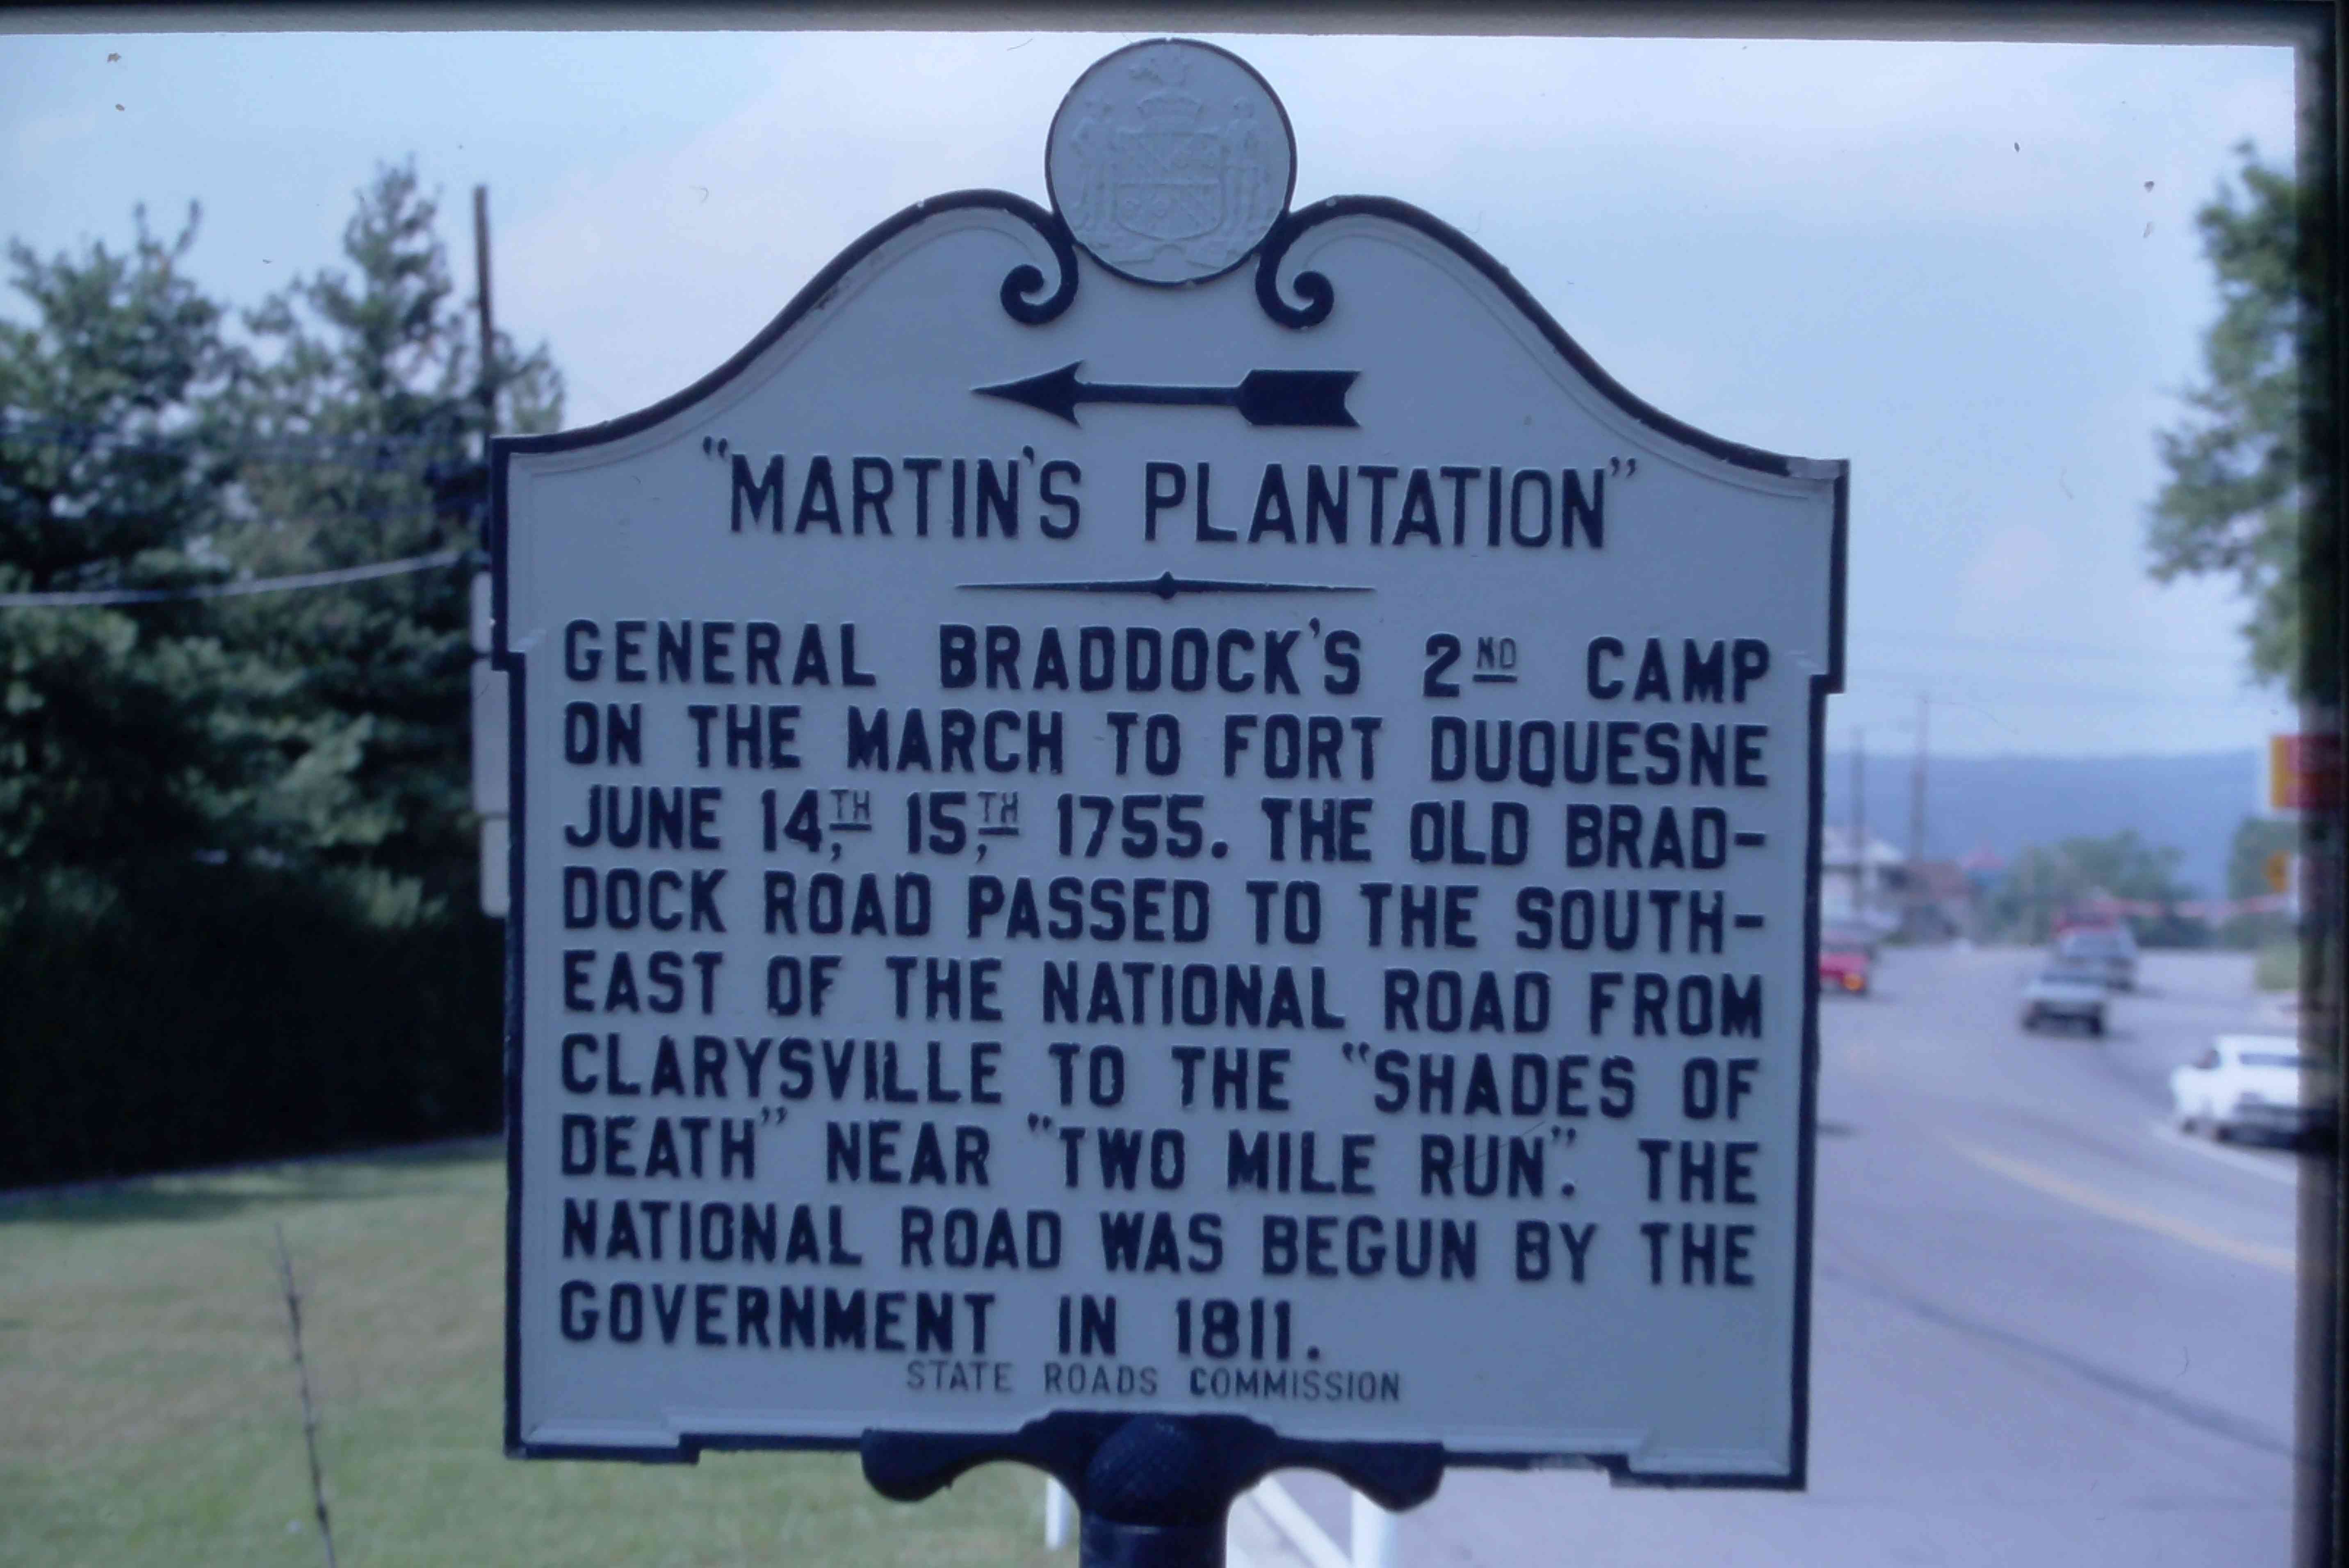 "MARTIN'S PLANTATION"
GENERAL BRADDOCK'S 2ND CAMP
ON THE MARCH TO FORT DUQUESNE
JUNE 14TH, 15TH, 1755. THE OLD BRAD-
DOCK ROAD PASSED TO THE SOUTH-
EAST OF THE NATIONAL ROAD FROM
CLARYSVILLE TO THE "SHADES OF
DEATH" NEAR "TWO MILE RUN". THE
NATIONAL ROAD WAS BEGUN BY THE
GOVERNMENT IN 1811.
STATE ROADS COMMISSION